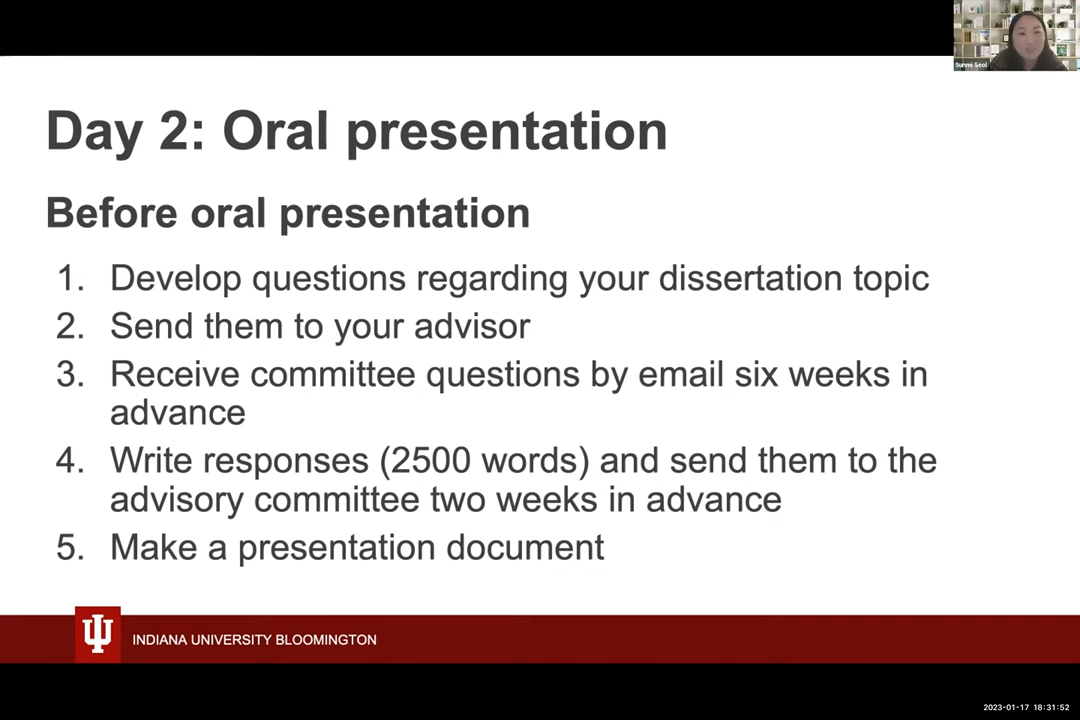 Sunmi Seol
Day 2: Oral presentation
Before oral presentation
1. Develop questions regarding your dissertation topic
2. Send them to your advisor
3. Receive committee questions by email six weeks in
advance
4. Write responses (2500 words) and send them to the
advisory committee two weeks in advance
5. Make a presentation document
INDIANA UNIVERSITY BLOOMINGTON
2023-01-17 18:31:52